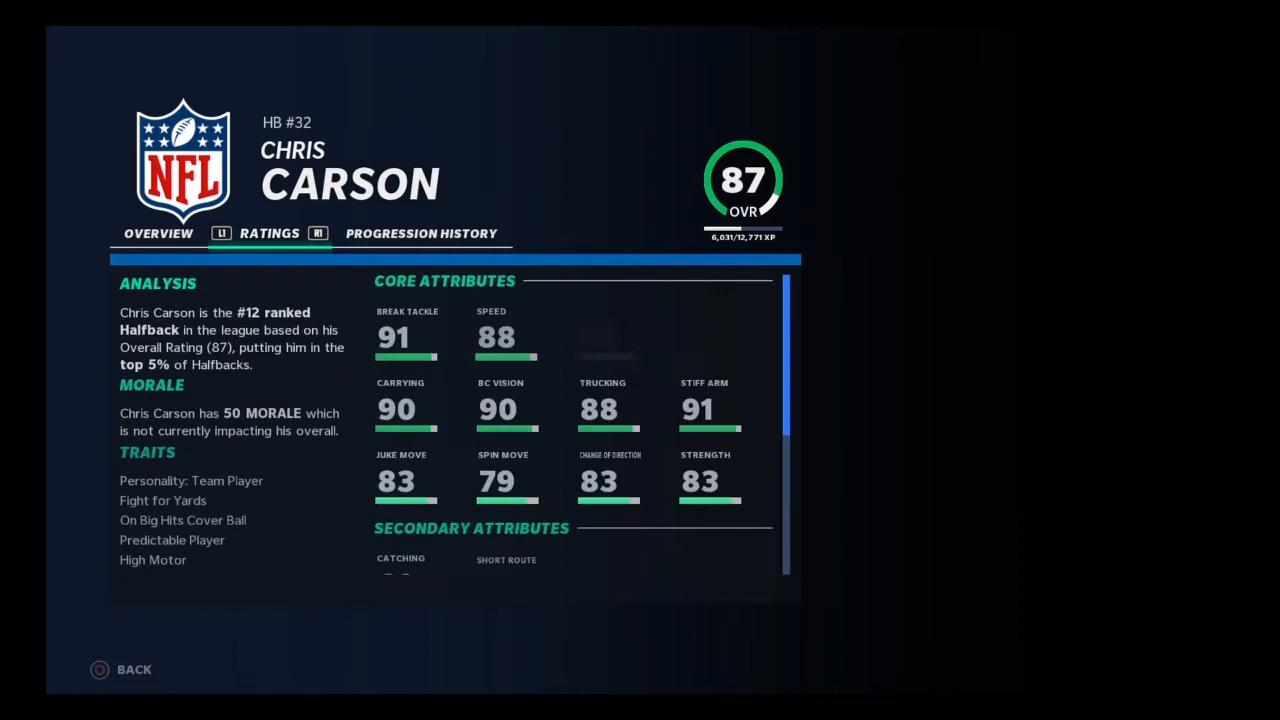 NFL
HB #32
CHRIS
CARSON
87
OVR
6,031/12,771 XP
OVERVIEW L1 RATINGS R1 PROGRESSION HISTORY
ANALYSIS
Chris Carson is the #12 ranked
Halfback in the league based on his
Overall Rating (87), putting him in the
top 5% of Halfbacks.
MORALE
Chris Carson has 50 MORALE which
is not currently impacting his overall.
TRAITS
Personality: Team Player
Fight for Yards
On Big Hits Cover Ball
Predictable Player
High Motor
CORE ATTRIBUTES
BREAK TACKLE SPEED
91 88
CARRYING BC VISION TRUCKING STIFF ARM
90 90 88 91
JUKE MOVE SPIN MOVE CHANGE OF DIRECTION STRENGTH
83 79 83 83
SECONDARY ATTRIBUTES
CATCHING SHORT ROUTE
BACK